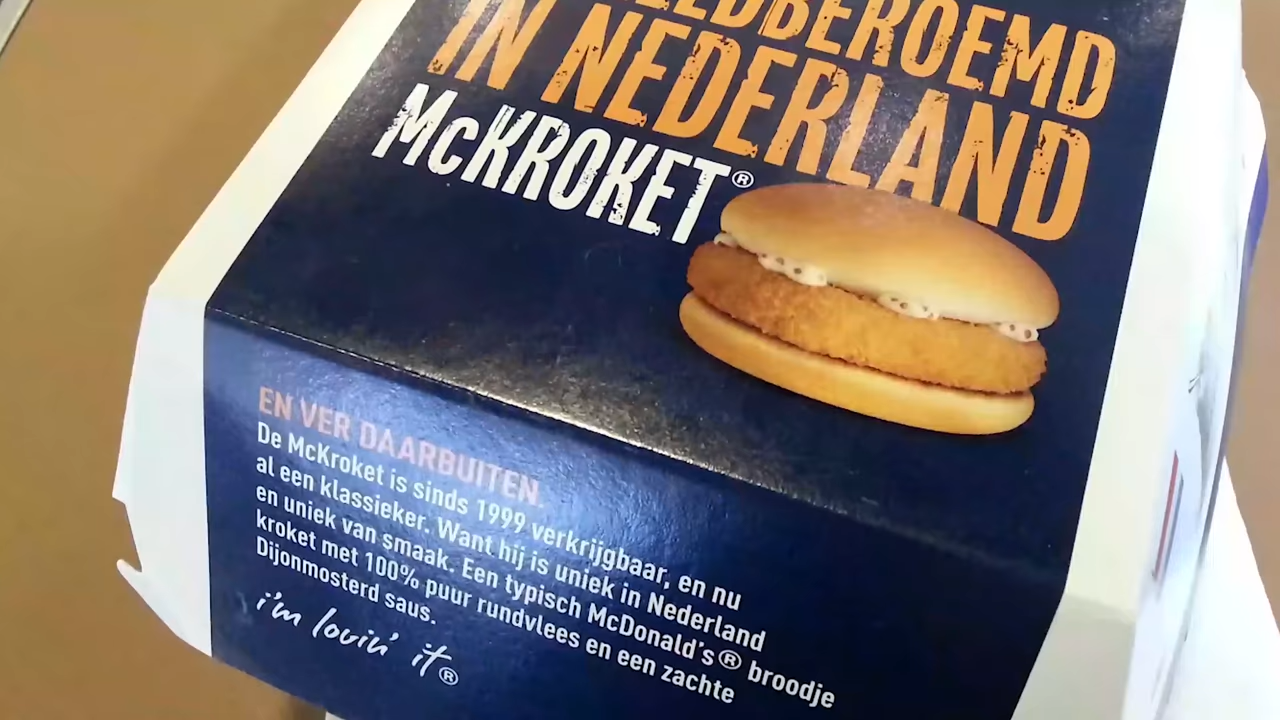 ELDBEROEMD
IN NEDERLAND
McKROKET®
EN VER DAARBUITEN.
De McKroket is sinds 1999 verkrijgbaar, en nu
al een klassieker. Want hij is uniek in Nederland
en uniek van smaak. Een typisch McDonald's® broodje
kroket met 100% puur rundvlees en een zachte
Dijonmosterd saus.
i'm lovin' it®